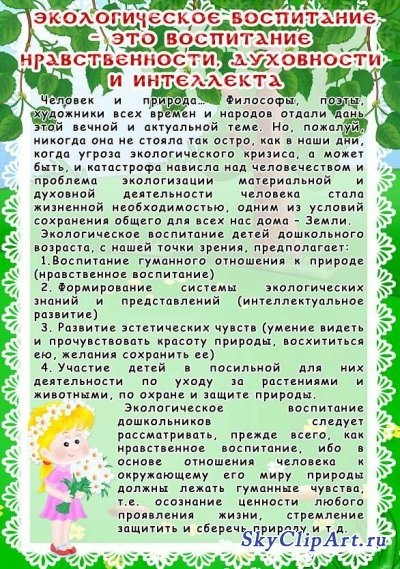 ЭКОЛОГИЧЕСКОЕ ВОСПИТАНИЕ
- ЭТО ВОСПИТАНИЕ
НРАВСТВЕННОСТИ, ДУХОВНОСТИ
И ИНТЕЛЛЕКТА
Человек и природа... Философы, поэты,
художники всех времен и народов отдали дань
этой вечной и актуальной теме. Но, пожалуй,
никогда она не стояла так остро, как в наши дни,
когда угроза экологического кризиса, а может
быть, и катастрофа нависла над человечеством и
проблема экологизации материальной и
духовной деятельности человека стала
жизненной необходимостью, одним из условий
сохранения общего для всех нас дома – Земли.
Экологическое воспитание детей дошкольного
возраста, с нашей точки зрения, предполагает:
1.Воспитание гуманного отношения к природе
(нравственное воспитание)
2. Формирование системы экологических
знаний и представлений (интеллектуальное
развитие)
3. Развитие эстетических чувств (умение видеть
и прочувствовать красоту природы, восхититься
ею, желания сохранить ее)
4. Участие детей в посильной для них
деятельности по уходу за растениями и
животными, по охране и защите природы.
Экологическое воспитание
дошкольников следует
рассматривать, прежде всего, как
нравственное воспитание, ибо в
основе отношения человека к
окружающему его миру природы
должны лежать гуманные чувства,
т.е. осознание ценности любого
проявления жизни, стремление
защитить и сберечь природу и т.д.
SkyClipArt.ru